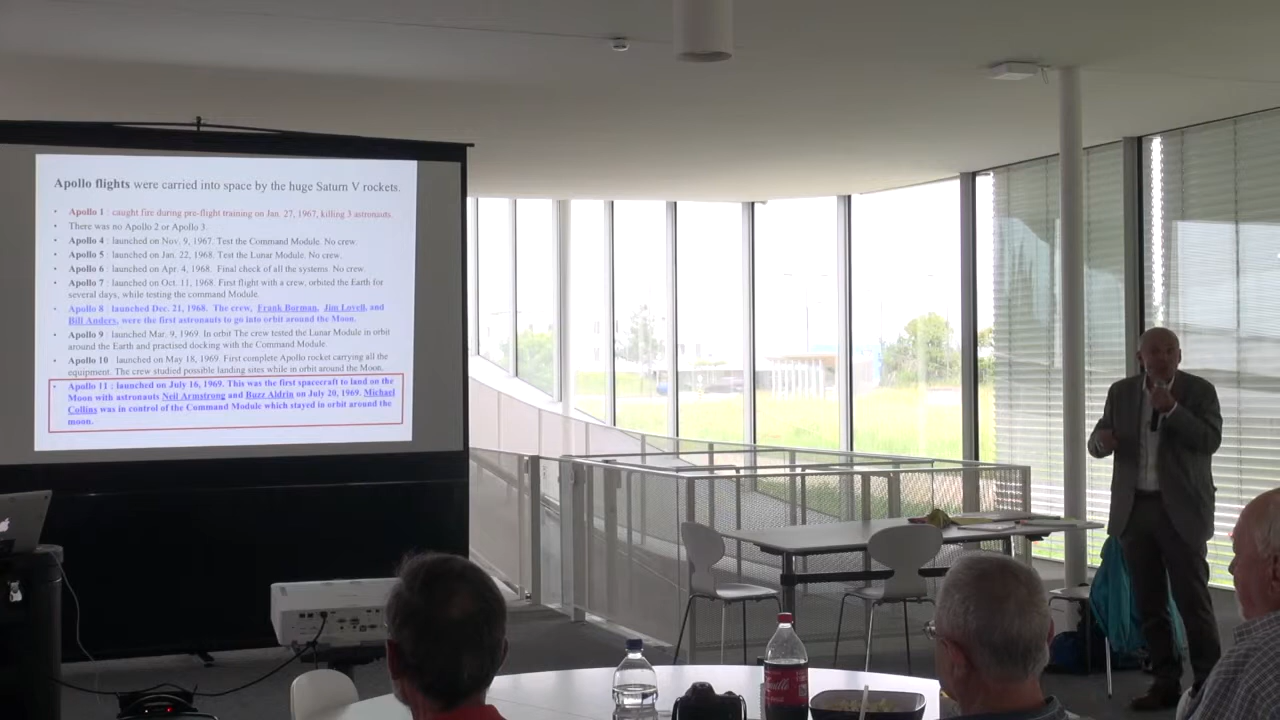 Apollo flights were carried into space by the huge Saturn V rockets.
• Apollo 1 : caught fire during pre-flight training on Jan. 27, 1967, killing 3 astronauts.
• There was no Apollo 2 or Apollo 3.
• Apollo 4 : launched on Nov. 9, 1967. Test the Command Module. No crew.
• Apollo 5 : launched on Jan. 22, 1968. Test the Lunar Module. No crew.
• Apollo 6 : launched on Apr. 4, 1968. Final check of all the systems. No crew.
• Apollo 7 : launched on Oct. 11, 1968. First flight with a crew, orbited the Earth for
several days, while testing the command Module.
• Apollo 8 : launched Dec. 21, 1968. The crew, Frank Borman, Jim Lovell, and
Bill Anders, were the first astronauts to go into orbit around the Moon.
• Apollo 9 : launched Mar. 9, 1969. In orbit The crew tested the Lunar Module in orbit
around the Earth and practised docking with the Command Module.
• Apollo 10 launched on May 18, 1969. First complete Apollo rocket carrying all the
equipment. The crew studied possible landing sites while in orbit around the Moon.
• Apollo 11 : launched on July 16, 1969. This was the first spacecraft to land on the
Moon with astronauts Neil Armstrong and Buzz Aldrin on July 20, 1969. Michael
Collins was in control of the Command Module which stayed in orbit around the
moon.